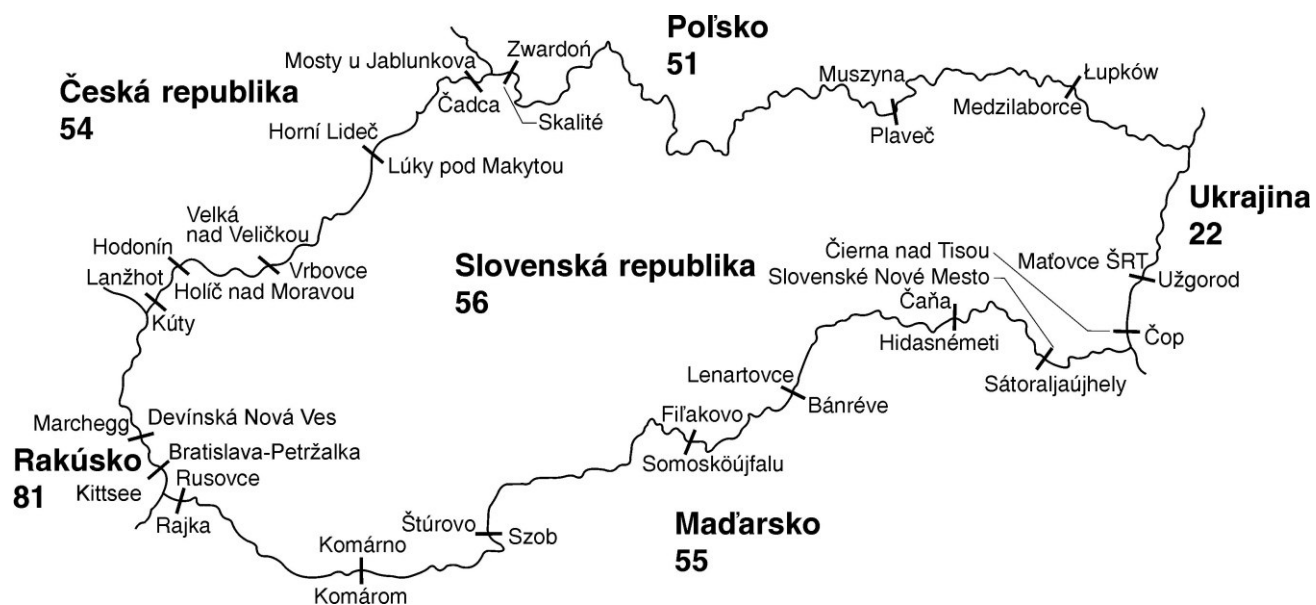 Poľsko
51
Česká republika
54
Mosty u Jablunkova
Zwardoń
Čadca
Skalité
Muszyna
Łupków
Medzilaborce
Plaveč
Horní Lideč
Lúky pod Makytou
Ukrajina
22
Velká
nad Veličkou
Hodonín
Vrbovce
Lanžhot
Holíč nad Moravou
Kúty
Slovenská republika
56
Čierna nad Tisou
Maťovce ŠRT
Slovenské Nové Mesto
Užgorod
Čaňa
Hidasnémeti
Čop
Sátoraljaújhely
Lenartovce
Bánréve
Fiľakovo
Somosköújfalu
Marchegg
Devínská Nová Ves
Rakúsko
81
Bratislava-Petržalka
Kittsee
Rusovce
Rajka
Štúrovo
Szob
Maďarsko
55
Komárno
Komárom